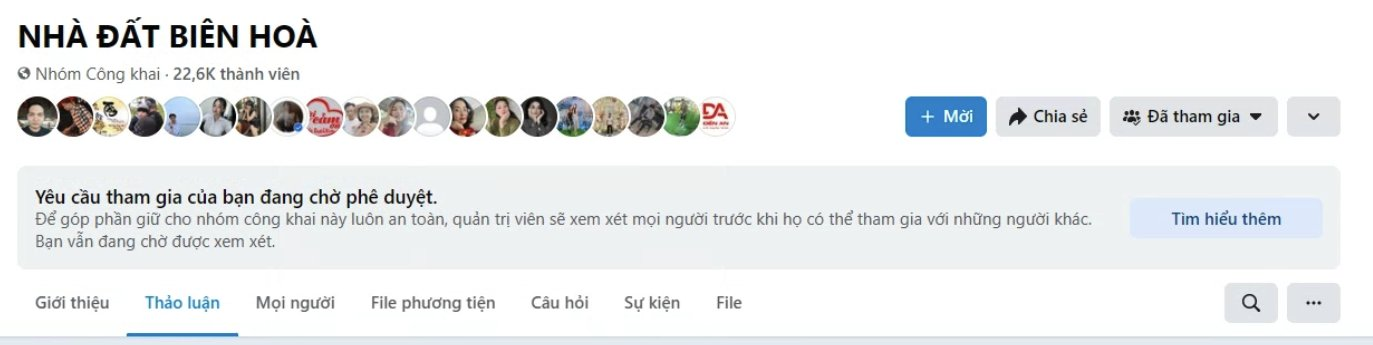 NHÀ ĐẤT BIÊN HOÀ
Nhóm Công khai · 22,6K thành viên
+ Mời
Chia sẻ
Đã tham gia
Yêu cầu tham gia của bạn đang chờ phê duyệt.
Để góp phần giữ cho nhóm công khai này luôn an toàn, quản trị viên sẽ xem xét mọi người trước khi họ có thể tham gia với những người khác.
Bạn vẫn đang chờ được xem xét.
Tìm hiểu thêm
Giới thiệu
Thảo luận
Mọi người
File phương tiện
Câu hỏi
Sự kiện
File